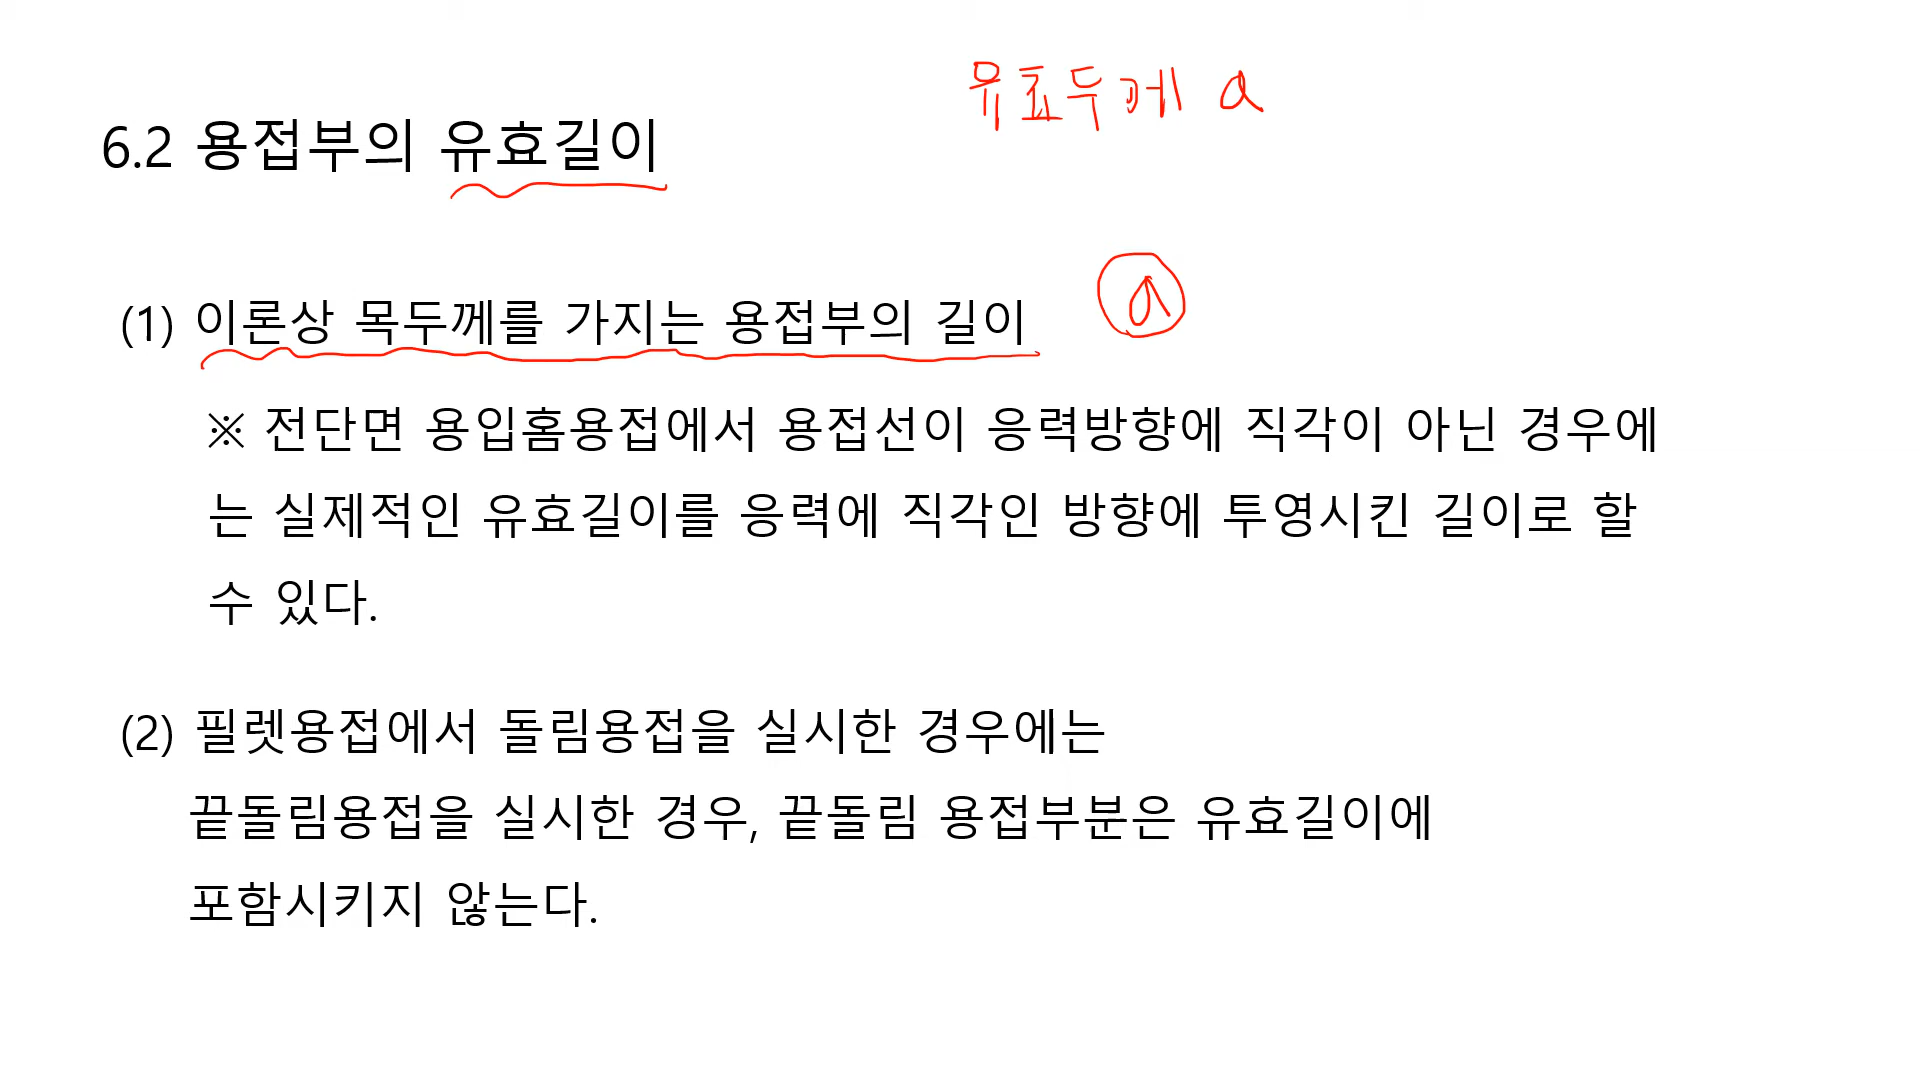 유효두께 a
6.2 용접부의 유효길이
(1) 이론상 목두께를 가지는 용접부의 길이 a
※ 전단면 용입홈용접에서 용접선이 응력방향에 직각이 아닌 경우에
는 실제적인 유효길이를 응력에 직각인 방향에 투영시킨 길이로 할
수 있다.
(2) 필렛용접에서 돌림용접을 실시한 경우에는
끝돌림용접을 실시한 경우, 끝돌림 용접부분은 유효길이에
포함시키지 않는다.